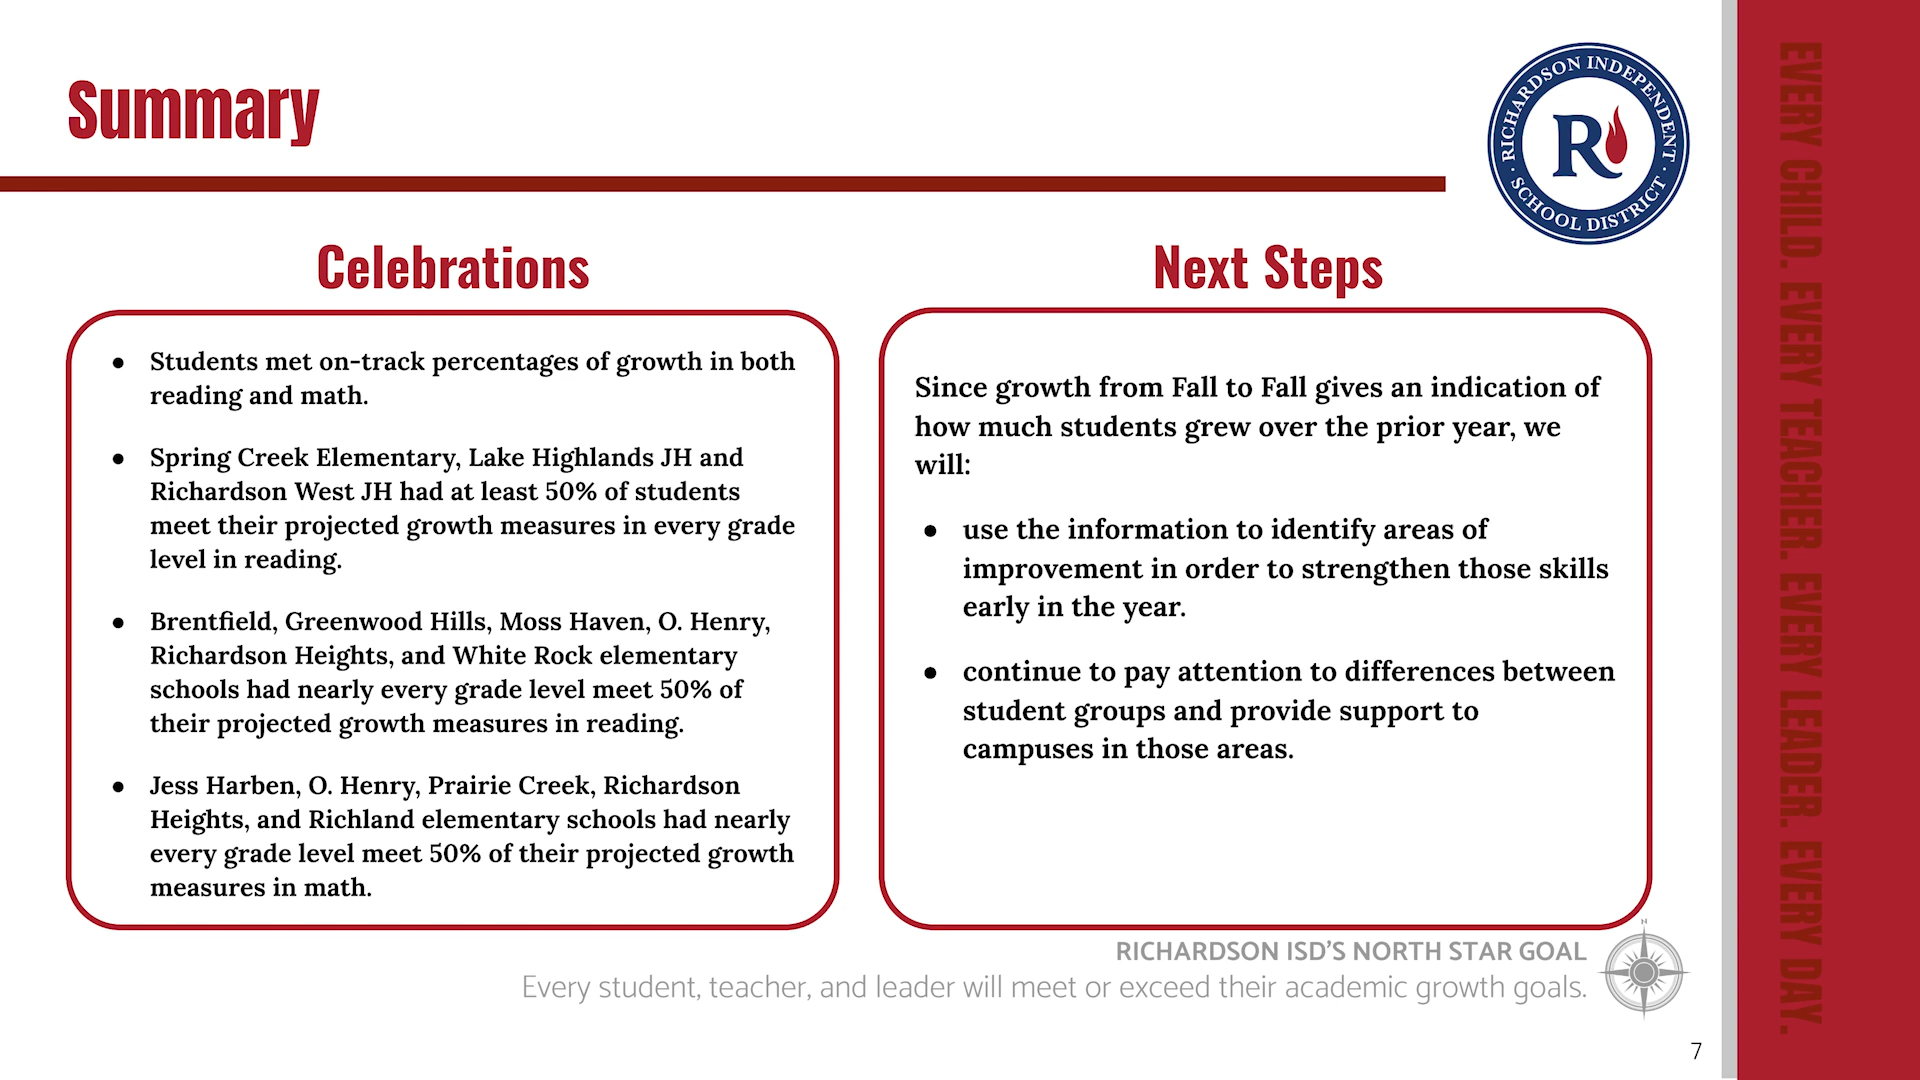 Summary
RICHARDSON INDEPENDENT
· SCHOOL DISTRICT ·
R
Celebrations
● Students met on-track percentages of growth in both
reading and math.
● Spring Creek Elementary, Lake Highlands JH and
Richardson West JH had at least 50% of students
meet their projected growth measures in every grade
level in reading.
● Brentfield, Greenwood Hills, Moss Haven, O. Henry,
Richardson Heights, and White Rock elementary
schools had nearly every grade level meet 50% of
their projected growth measures in reading.
● Jess Harben, O. Henry, Prairie Creek, Richardson
Heights, and Richland elementary schools had nearly
every grade level meet 50% of their projected growth
measures in math.
Next Steps
Since growth from Fall to Fall gives an indication of
how much students grew over the prior year, we
will:
● use the information to identify areas of
improvement in order to strengthen those skills
early in the year.
● continue to pay attention to differences between
student groups and provide support to
campuses in those areas.
N
RICHARDSON ISD'S NORTH STAR GOAL
Every student, teacher, and leader will meet or exceed their academic growth goals.
7
EVERY CHILD. EVERY TEACHER. EVERY LEADER. EVERY DAY.